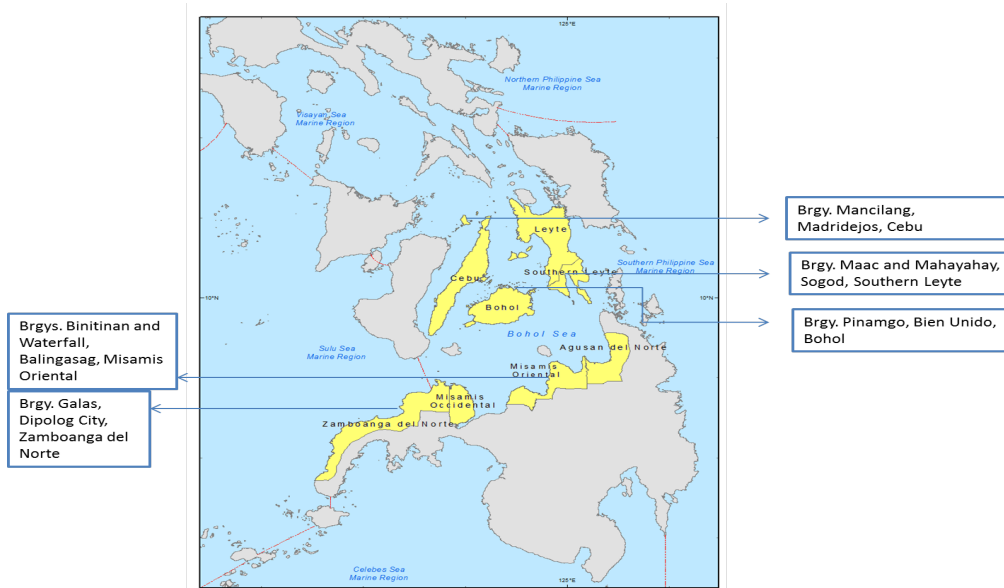 125°E
Northern Philippine Sea
Marine Region
Visayan Sea
Marine Region
Leyte
Southern Philippine Sea
Marine Region
Cebu
Southern Leyte
Bohol
10°N
10°N
Bohol Sea
Sulu Sea
Marine Region
Agusan del Norte
Misamis
Oriental
Misamis
Occidental
Zamboanga del Norte
Celebes Sea
Marine Region
125°E
Brgy. Mancilang,
Madridejos, Cebu
Brgy. Maac and Mahayahay,
Sogod, Southern Leyte
Brgy. Pinamgo, Bien Unido,
Bohol
Brgys. Binitinan and
Waterfall,
Balingasag, Misamis
Oriental
Brgy. Galas,
Dipolog City,
Zamboanga del
Norte